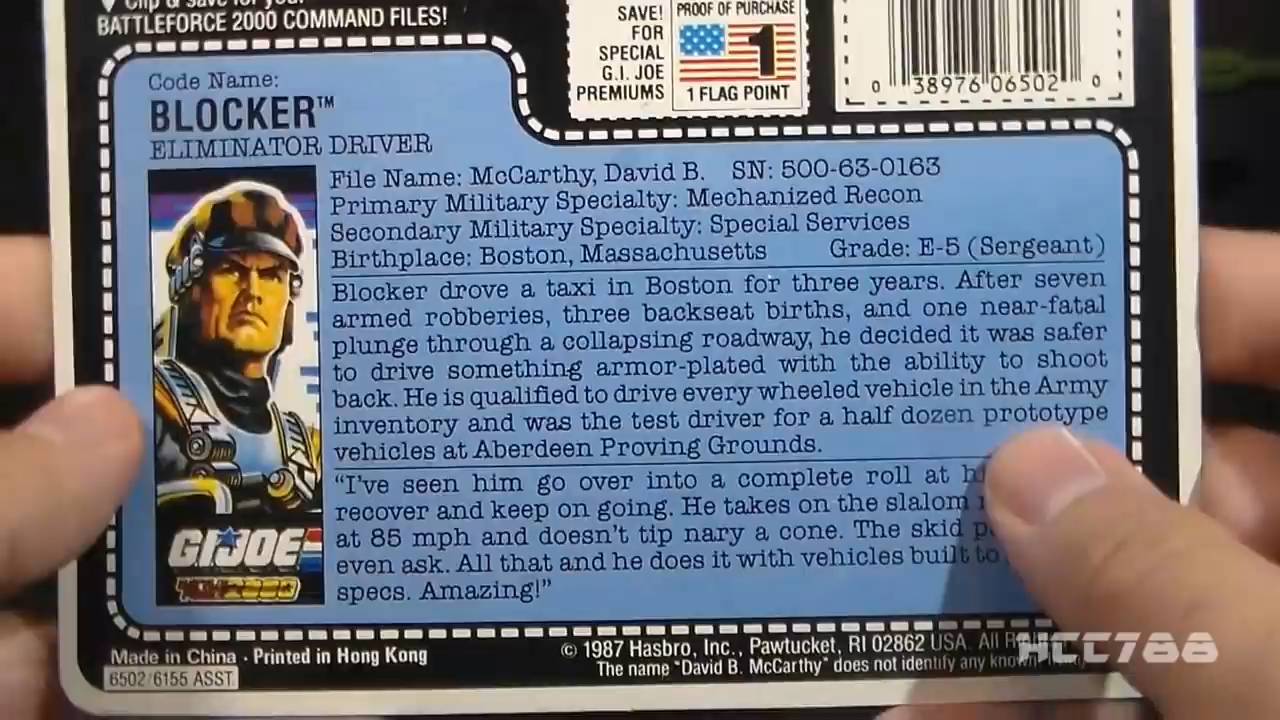 Clip & save for your
BATTLEFORCE 2000 COMMAND FILES!
SAVE!
FOR
SPECIAL
G.I. JOE
PREMIUMS
PROOF OF PURCHASE
1
1 FLAG POINT
0 38976 06502 0
Code Name:
BLOCKER™
ELIMINATOR DRIVER
File Name: McCarthy, David B. SN: 500-63-0163
Primary Military Specialty: Mechanized Recon
Secondary Military Specialty: Special Services
Birthplace: Boston, Massachusetts Grade: E-5 (Sergeant)
Blocker drove a taxi in Boston for three years. After seven
armed robberies, three backseat births, and one near-fatal
plunge through a collapsing roadway, he decided it was safer
to drive something armor-plated with the ability to shoot
back. He is qualified to drive every wheeled vehicle in the Army
inventory and was the test driver for a half dozen prototype
vehicles at Aberdeen Proving Grounds.
“I've seen him go over into a complete roll at
recover and keep on going. He takes on the slalom
at 85 mph and doesn't tip nary a cone. The skid
even ask. All that and he does it with vehicles built to
specs. Amazing!”
G.I. JOE
Made in China · Printed in Hong Kong
6502/6155 ASST.
© 1987 Hasbro, Inc., Pawtucket, RI 02862 USA. All
The name "David B. McCarthy" does not identify any known
HCC788